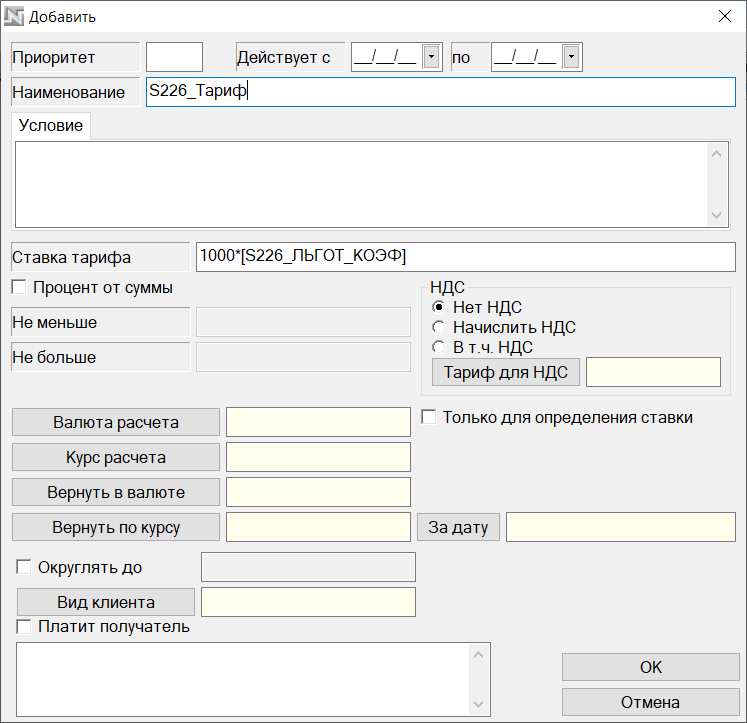 Добавить
Приоритет Действует с __/__/__ по __/__/__
Наименование S226_Тариф
Условие
Ставка тарифа 1000*[S226_ЛЬГОТ_КОЭФ]
Процент от суммы НДС
Нет НДС
Не меньше Начислить НДС
В т.ч. НДС
Не больше Тариф для НДС
Валюта расчета Только для определения ставки
Курс расчета
Вернуть в валюте
Вернуть по курсу За дату
Округлять до
Вид клиента
Платит получатель
OK
Отмена